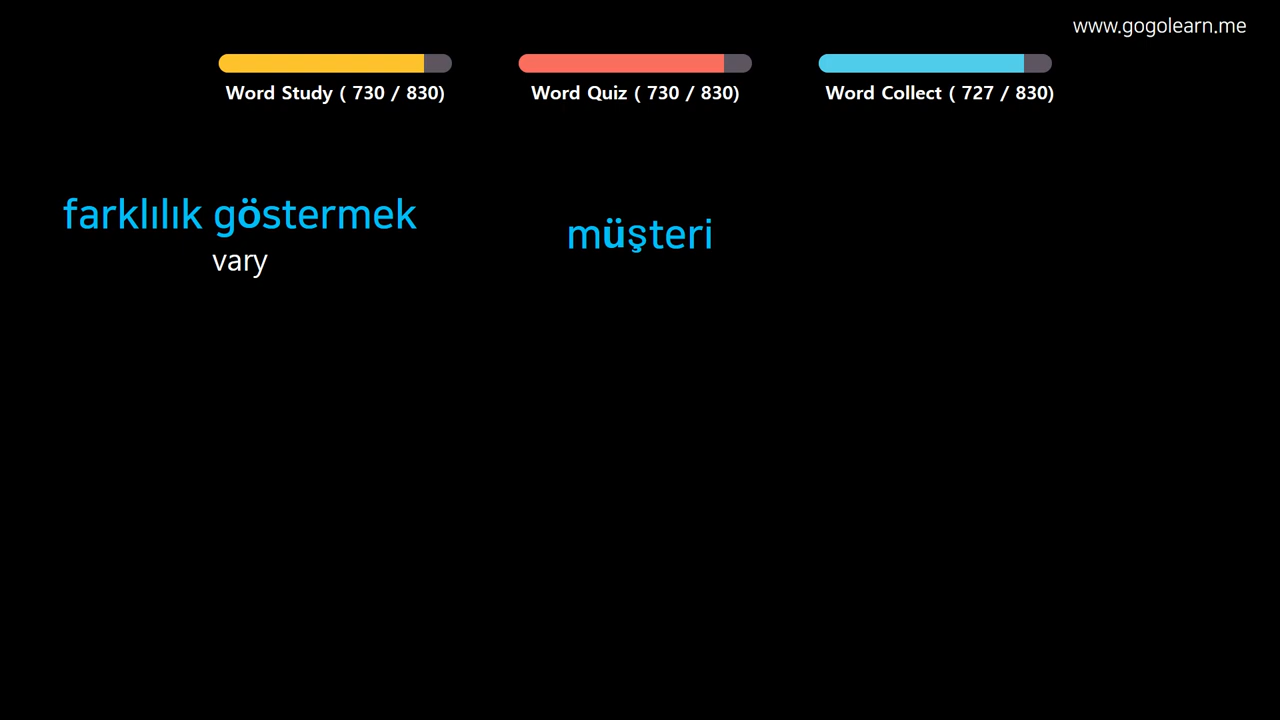 www.gogolearn.me
Word Study ( 730 / 830)
Word Quiz ( 730 / 830)
Word Collect ( 727 / 830)
farklılık göstermek
vary
müşteri